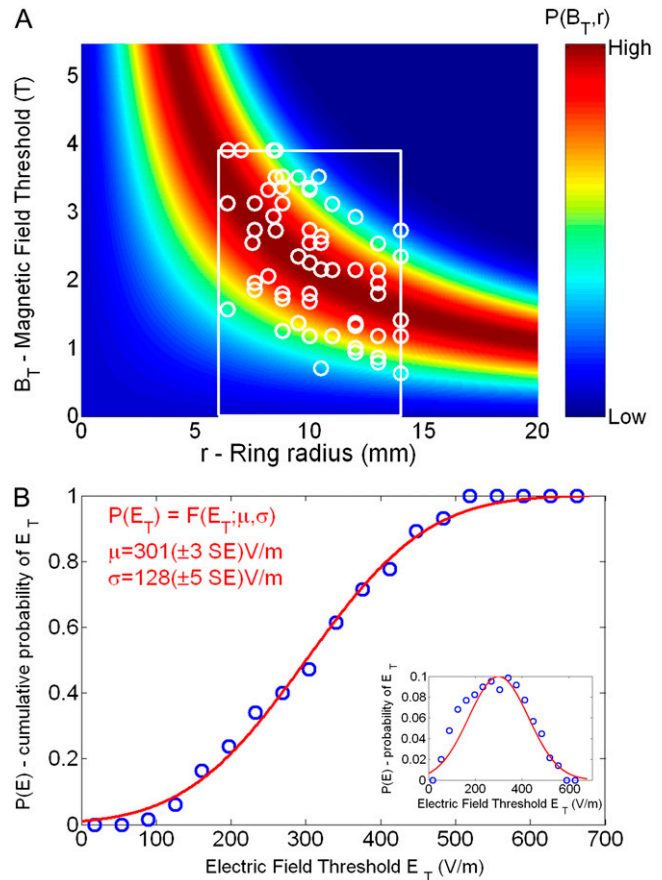 A
P(B_T,r)
High
Low
B_T - Magnetic Field Threshold (T)
5
4
3
2
1
0
0 5 10 15 20
r - Ring radius (mm)
B
P(E_T) = F(E_T;μ,σ)
μ=301(±3 SE)V/m
σ=128(±5 SE)V/m
P(E) - cumulative probability of E_T
1
0.8
0.6
0.4
0.2
0
0 100 200 300 400 500 600 700
Electric Field Threshold E_T (V/m)
P(E) - probability of E_T
0.1
0.08
0.06
0.04
0.02
0
0 200 400 600
Electric Field Threshold E_T (V/m)